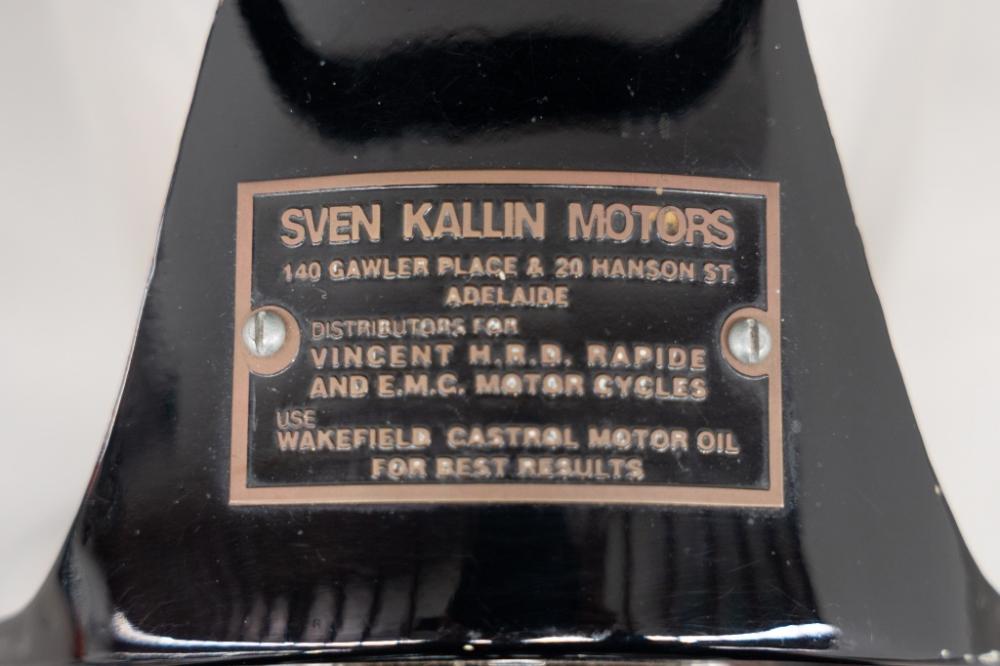 SVEN KALLIN MOTORS
140 GAWLER PLACE & 20 HANSON ST.
ADELAIDE
DISTRIBUTORS FOR
VINCENT H.R.D. RAPIDE
AND E.M.C. MOTOR CYCLES
USE
WAKEFIELD CASTROL MOTOR OIL
FOR BEST RESULTS